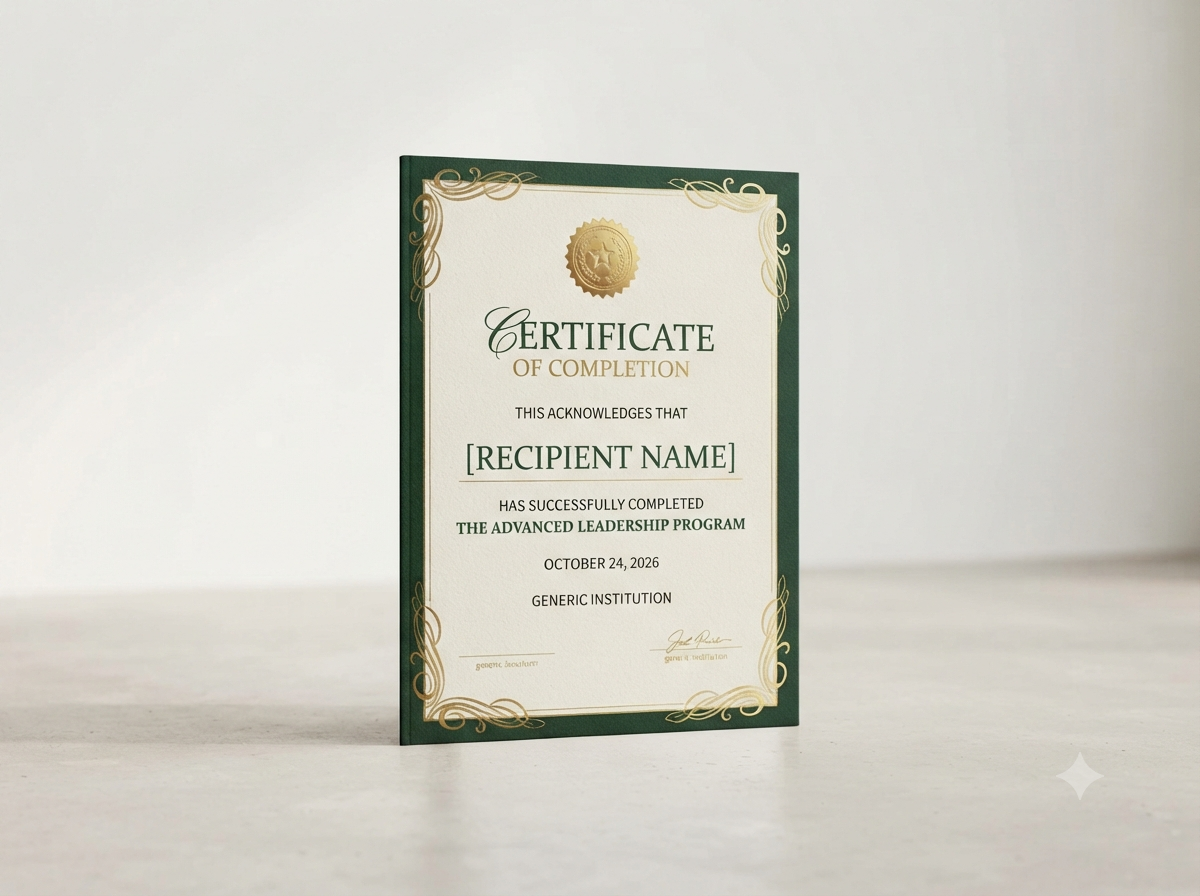 CERTIFICATE
OF COMPLETION
THIS ACKNOWLEDGES THAT
[RECIPIENT NAME]
HAS SUCCESSFULLY COMPLETED
THE ADVANCED LEADERSHIP PROGRAM
OCTOBER 24, 2026
GENERIC INSTITUTION